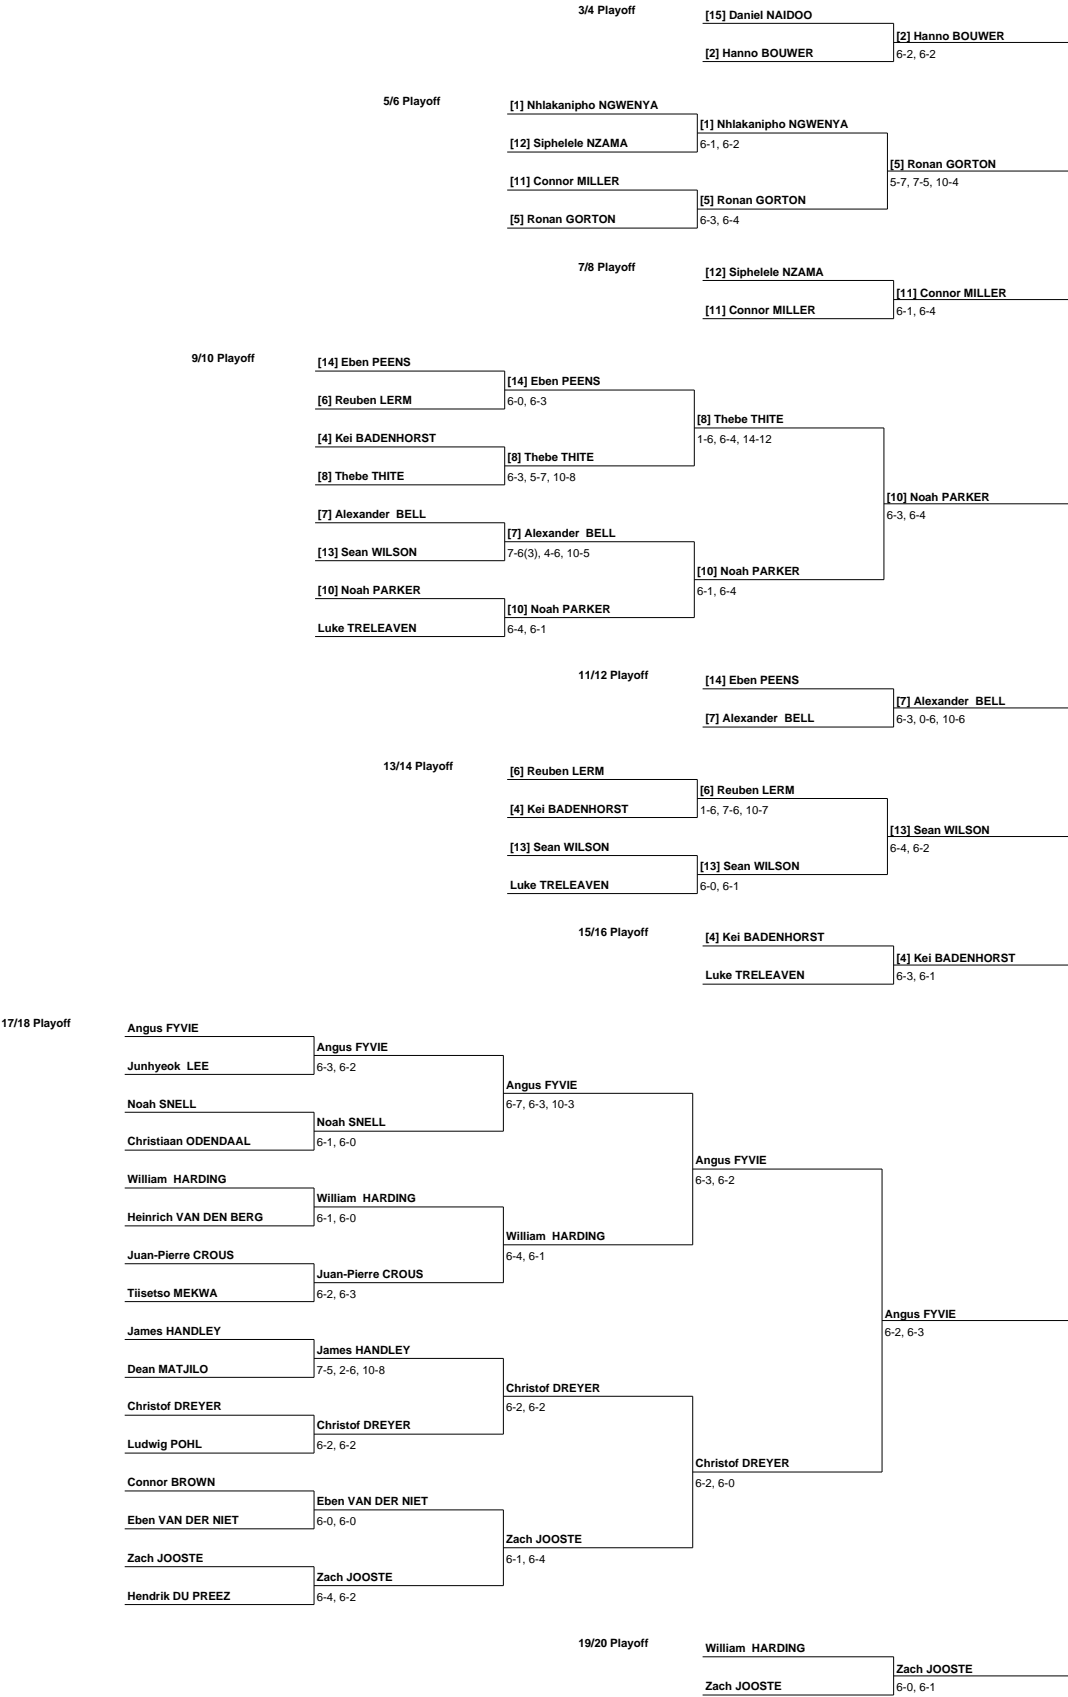 3/4 Playoff
[15] Daniel NAIDOO
[2] Hanno BOUWER
[2] Hanno BOUWER
6-2, 6-2
5/6 Playoff
[1] Nhlakanipho NGWENYA
[1] Nhlakanipho NGWENYA
[12] Siphelele NZAMA
6-1, 6-2
[5] Ronan GORTON
[11] Connor MILLER
5-7, 7-5, 10-4
[5] Ronan GORTON
[5] Ronan GORTON
6-3, 6-4
7/8 Playoff
[12] Siphelele NZAMA
[11] Connor MILLER
[11] Connor MILLER
6-1, 6-4
9/10 Playoff
[14] Eben PEENS
[14] Eben PEENS
[6] Reuben LERM
6-0, 6-3
[8] Thebe THITE
[4] Kei BADENHORST
1-6, 6-4, 14-12
[8] Thebe THITE
[8] Thebe THITE
6-3, 5-7, 10-8
[10] Noah PARKER
[7] Alexander BELL
6-3, 6-4
[7] Alexander BELL
[13] Sean WILSON
7-6(3), 4-6, 10-5
[10] Noah PARKER
[10] Noah PARKER
6-1, 6-4
[10] Noah PARKER
Luke TRELEAVEN
6-4, 6-1
11/12 Playoff
[14] Eben PEENS
[7] Alexander BELL
[7] Alexander BELL
6-3, 0-6, 10-6
13/14 Playoff
[6] Reuben LERM
[6] Reuben LERM
[4] Kei BADENHORST
1-6, 7-6, 10-7
[13] Sean WILSON
[13] Sean WILSON
6-4, 6-2
[13] Sean WILSON
Luke TRELEAVEN
6-0, 6-1
15/16 Playoff
[4] Kei BADENHORST
[4] Kei BADENHORST
Luke TRELEAVEN
6-3, 6-1
17/18 Playoff
Angus FYVIE
Angus FYVIE
Junhyeok LEE
6-3, 6-2
Angus FYVIE
Noah SNELL
6-7, 6-3, 10-3
Noah SNELL
Christiaan ODENDAAL
6-1, 6-0
Angus FYVIE
William HARDING
6-3, 6-2
William HARDING
Heinrich VAN DEN BERG
6-1, 6-0
William HARDING
Juan-Pierre CROUS
6-4, 6-1
Juan-Pierre CROUS
Tiisetso MEKWA
6-2, 6-3
Angus FYVIE
James HANDLEY
6-2, 6-3
James HANDLEY
Dean MATJILO
7-5, 2-6, 10-8
Christof DREYER
Christof DREYER
6-2, 6-2
Christof DREYER
Ludwig POHL
6-2, 6-2
Christof DREYER
Connor BROWN
6-2, 6-0
Eben VAN DER NIET
Eben VAN DER NIET
6-0, 6-0
Zach JOOSTE
Zach JOOSTE
6-1, 6-4
Zach JOOSTE
Hendrik DU PREEZ
6-4, 6-2
19/20 Playoff
William HARDING
Zach JOOSTE
Zach JOOSTE
6-0, 6-1